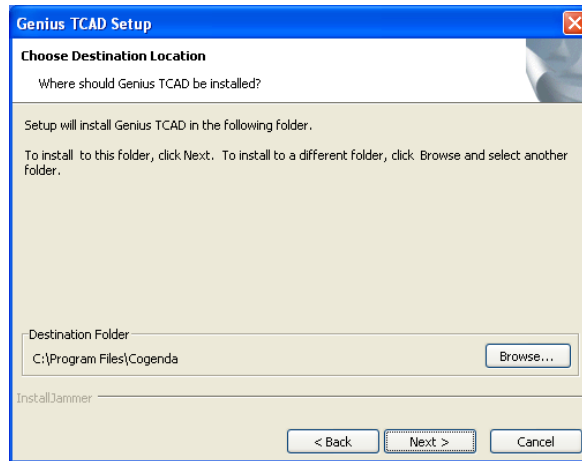 Genius TCAD Setup
Choose Destination Location
Where should Genius TCAD be installed?
Setup will install Genius TCAD in the following folder.
To install to this folder, click Next. To install to a different folder, click Browse and select another
folder.
Destination Folder
C:\Program Files\Cogenda
Browse...
InstallJammer
< Back
Next >
Cancel